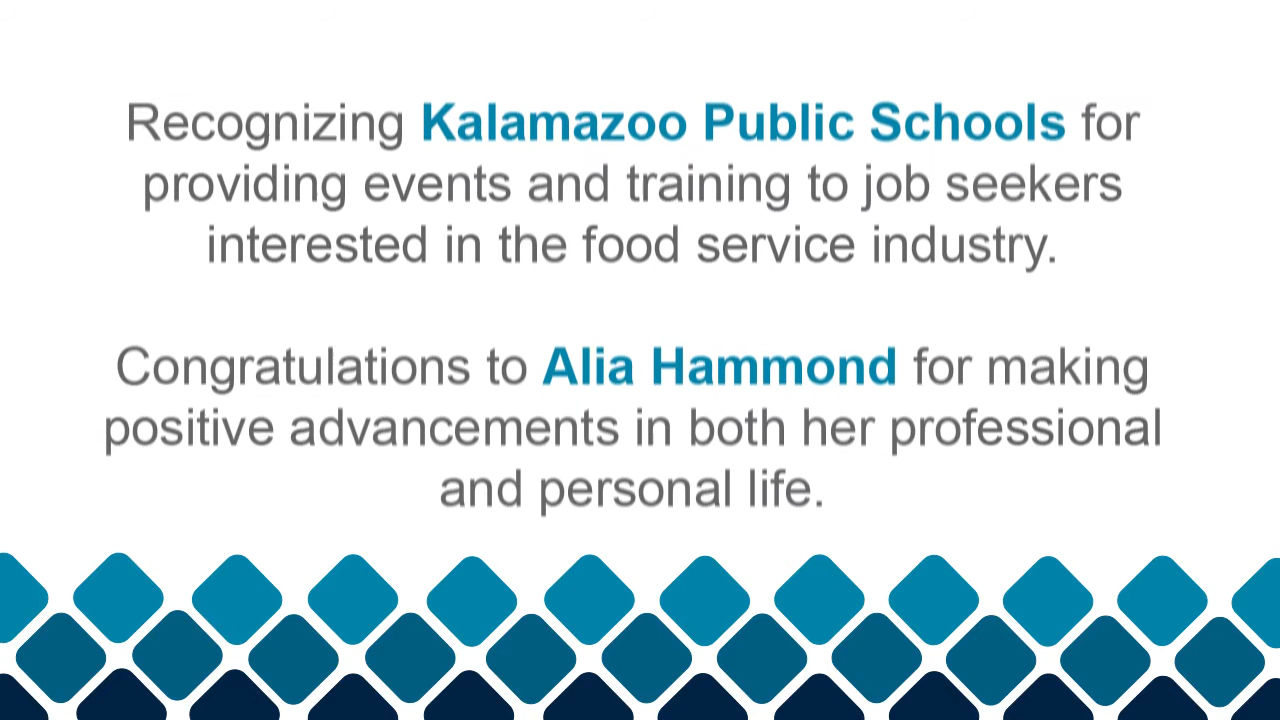 Recognizing Kalamazoo Public Schools for
providing events and training to job seekers
interested in the food service industry.
Congratulations to Alia Hammond for making
positive advancements in both her professional
and personal life.